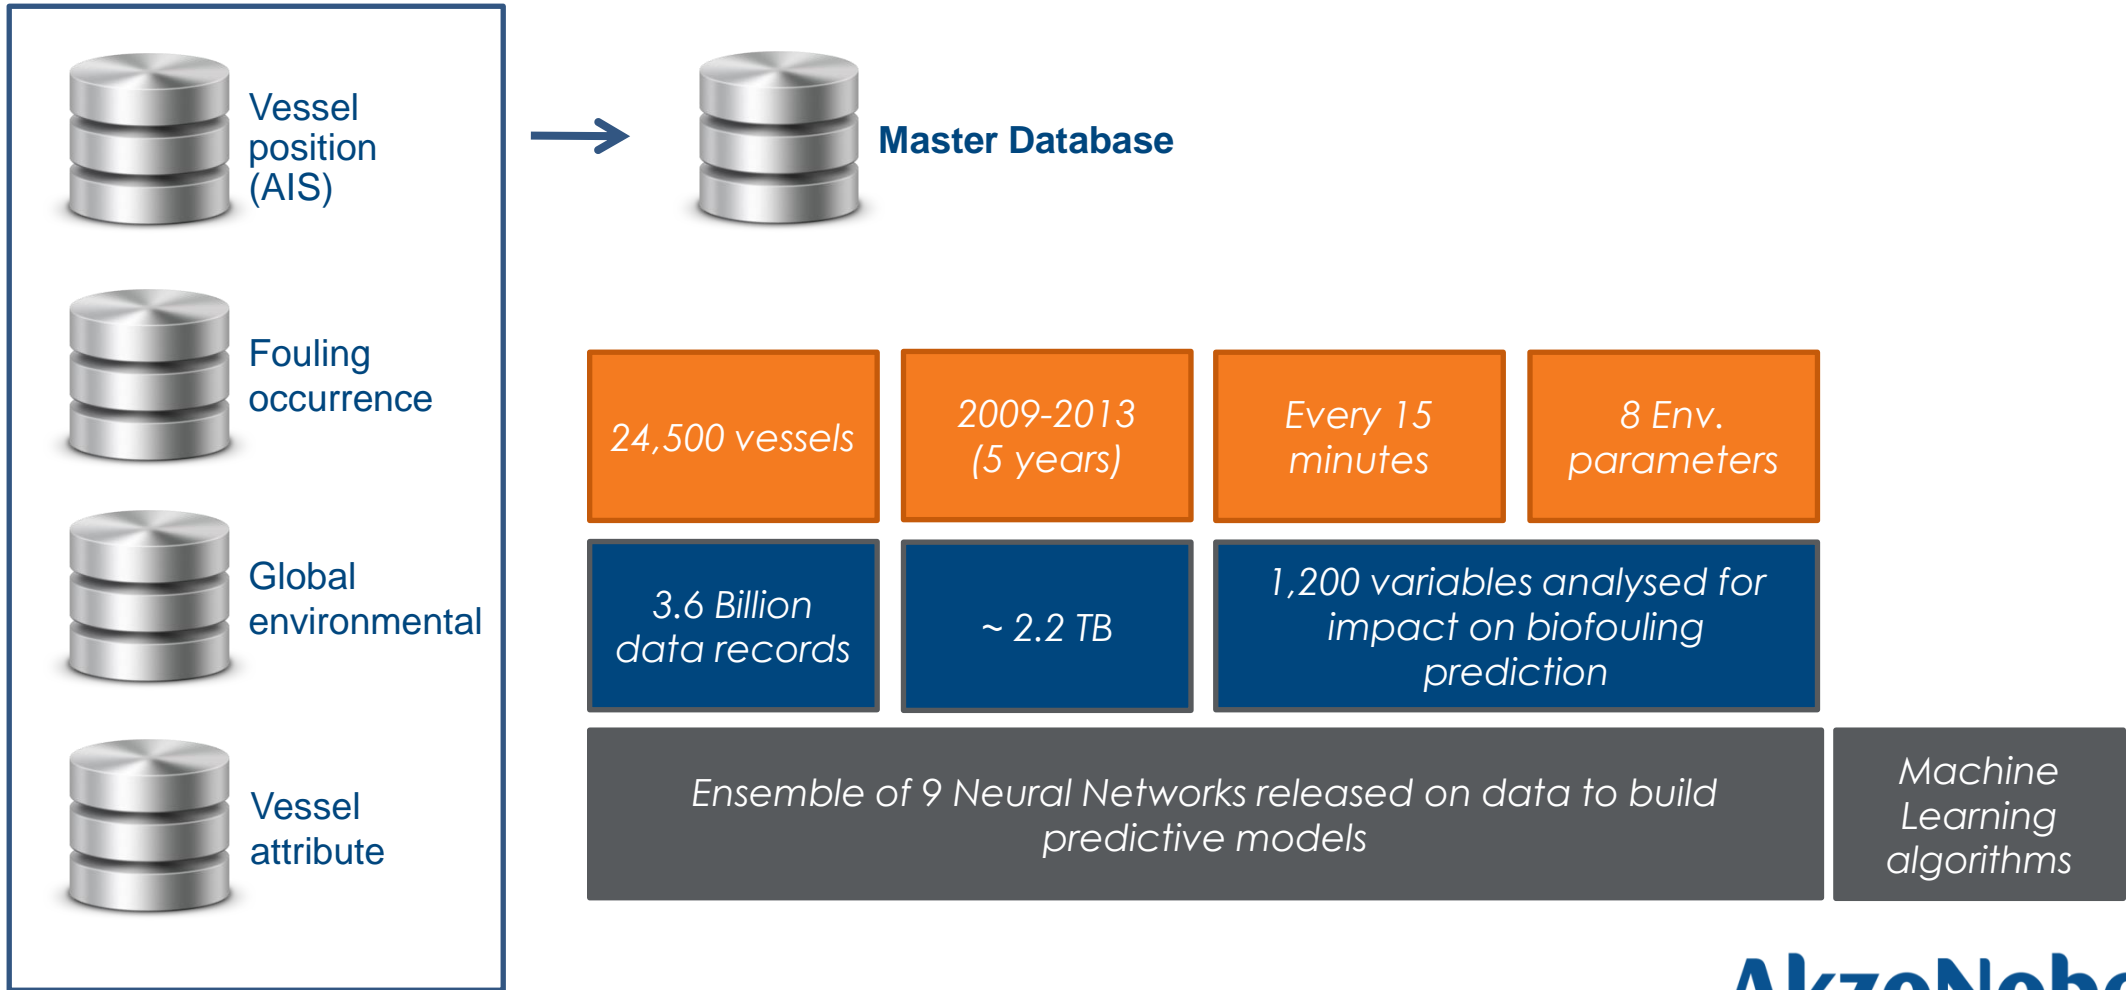 Vessel
position
(AIS)
Master Database
Fouling
occurrence
Global
environmental
Vessel
attribute
24,500 vessels
2009-2013
(5 years)
Every 15
minutes
8 Env.
parameters
3.6 Billion
data records
~ 2.2 TB
1,200 variables analysed for
impact on biofouling
prediction
Ensemble of 9 Neural Networks released on data to build
predictive models
Machine
Learning
algorithms